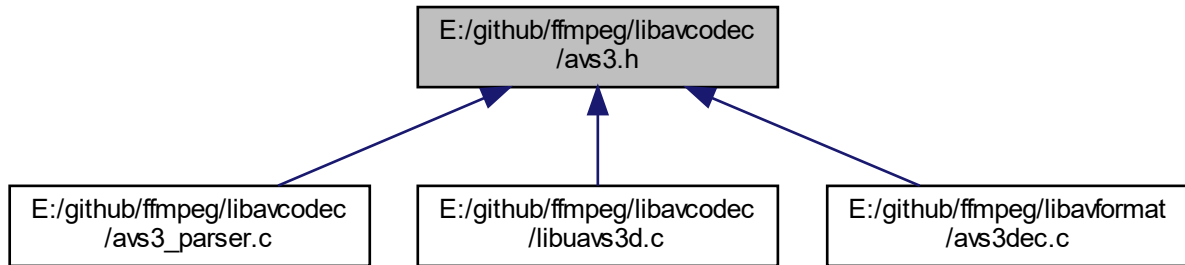 E:/github/ffmpeg/libavcodec
/avs3.h
E:/github/ffmpeg/libavcodec
/avs3_parser.c
E:/github/ffmpeg/libavcodec
/libuavs3d.c
E:/github/ffmpeg/libavformat
/avs3dec.c